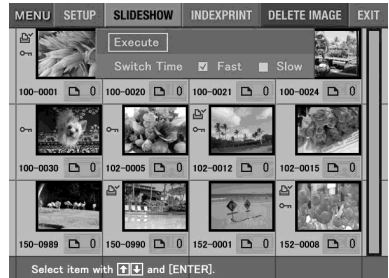 MENU SETUP SLIDESHOW INDEXPRINT DELETE IMAGE EXIT
Execute
Switch Time Fast Slow
100-0001 0 100-0020 0 100-0021 0 100-0024 0
100-0030 0 102-0005 0 102-0012 0 102-0015 0
150-0989 0 150-0990 0 152-0001 0 152-0008 0
Select item with and [ENTER].